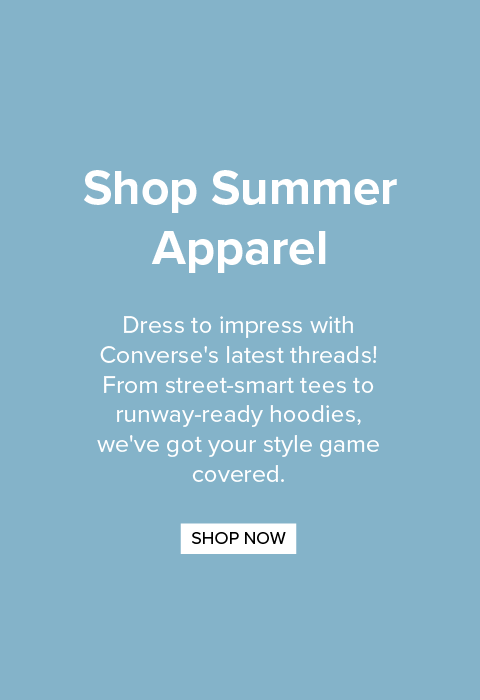 Shop Summer
Apparel
Dress to impress with
Converse's latest threads!
From street-smart tees to
runway-ready hoodies,
we've got your style game
covered.
SHOP NOW